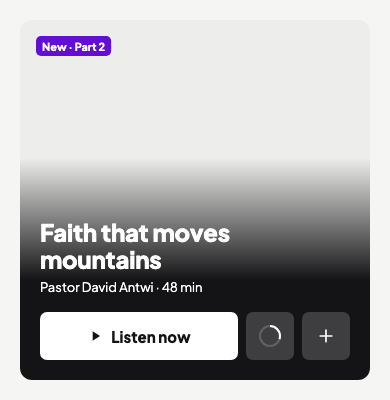 New · Part 2
Faith that moves
mountains
Pastor David Antwi · 48 min
Listen now